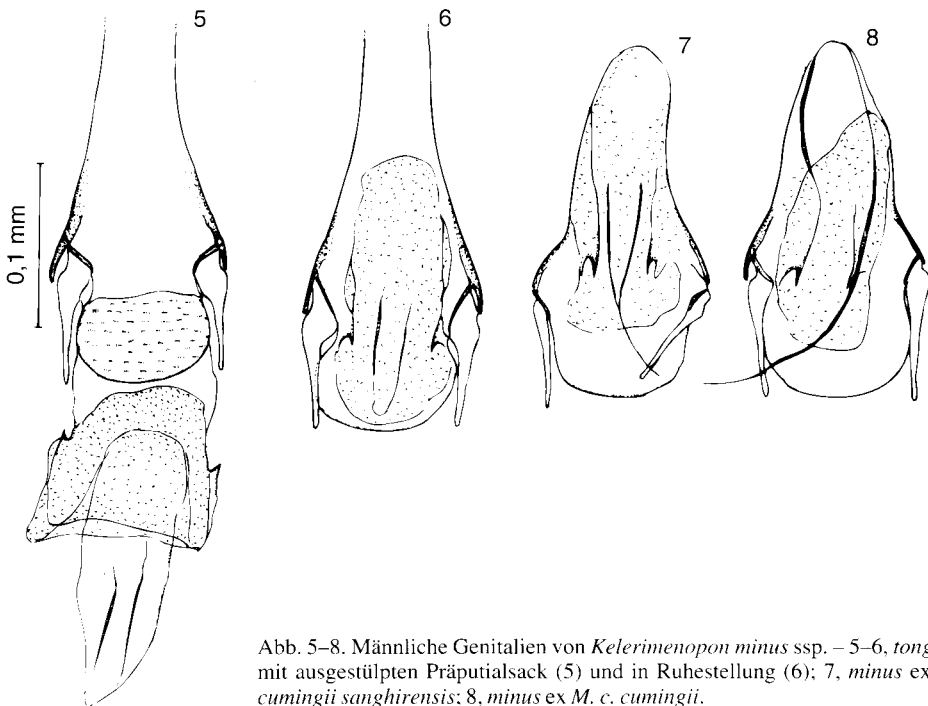 5
6
7
8
0,1 mm
Abb. 5–8. Männliche Genitalien von Kelerimenopon minus ssp. – 5–6, tong
mit ausgestülpten Präputialsack (5) und in Ruhestellung (6); 7, minus ex
cumingii sanghirensis; 8, minus ex M. c. cumingii.